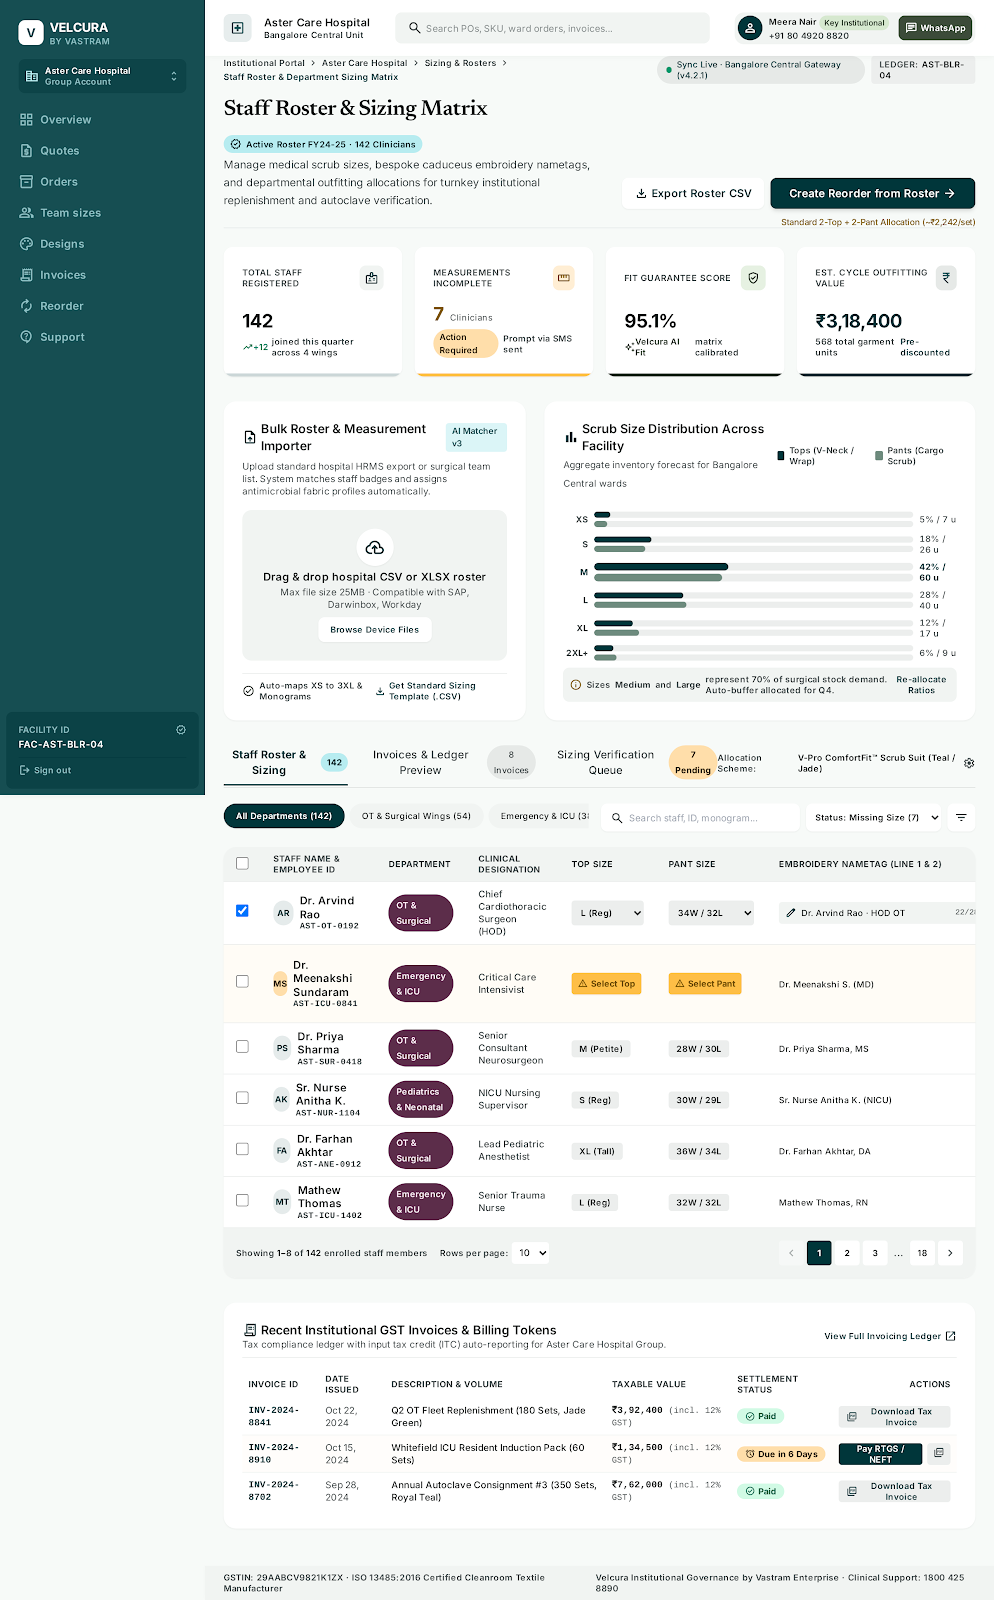 V
VELCURA
BY VASTRAM
Aster Care Hospital
Group Account
Overview
Quotes
Orders
Team sizes
Designs
Invoices
Reorder
Support
FACILITY ID
FAC-AST-BLR-04
Sign out
Aster Care Hospital
Bangalore Central Unit
Search POs, SKU, ward orders, invoices...
Meera Nair
Key Institutional
+91 80 4920 8820
WhatsApp
Institutional Portal > Aster Care Hospital > Sizing & Rosters >
Staff Roster & Department Sizing Matrix
Sync Live · Bangalore Central Gateway
(v4.2.1)
LEDGER: AST-BLR-
04
Staff Roster & Sizing Matrix
Active Roster FY24-25 · 142 Clinicians
Manage medical scrub sizes, bespoke caduceus embroidery nametags,
and departmental outfitting allocations for turnkey institutional
replenishment and autoclave verification.
Export Roster CSV
Create Reorder from Roster →
Standard 2-Top + 2-Pant Allocation (~₹2,242/set)
TOTAL STAFF
REGISTERED
142
+12 joined this quarter
across 4 wings
MEASUREMENTS
INCOMPLETE
7 Clinicians
Action
Required
Prompt via SMS
sent
FIT GUARANTEE SCORE
95.1%
Velcura AI
Fit
matrix
calibrated
EST. CYCLE OUTFITTING
VALUE
₹
₹3,18,400
568 total garment
units
Pre-
discounted
Bulk Roster & Measurement
Importer
AI Matcher
v3
Upload standard hospital HRMS export or surgical team
list. System matches staff badges and assigns
antimicrobial fabric profiles automatically.
Drag & drop hospital CSV or XLSX roster
Max file size 25MB · Compatible with SAP,
Darwinbox, Workday
Browse Device Files
Auto-maps XS to 3XL &
Monograms
Get Standard Sizing
Template (.CSV)
Scrub Size Distribution Across
Facility
Aggregate inventory forecast for Bangalore
Central wards
Tops (V-Neck /
Wrap)
Pants (Cargo
Scrub)
XS 5% / 7 u
S 18% /
26 u
M 42% /
60 u
L 28% /
40 u
XL 12% /
17 u
2XL+ 6% / 9 u
Sizes Medium and Large represent 70% of surgical stock demand.
Auto-buffer allocated for Q4.
Re-allocate
Ratios
Staff Roster &
Sizing
142
Invoices & Ledger
Preview
8
Invoices
Sizing Verification
Queue
7
Pending
Allocation
Scheme:
V-Pro ComfortFit™ Scrub Suit (Teal /
Jade)
All Departments (142)
OT & Surgical Wings (54)
Emergency & ICU (3
Search staff, ID, monogram...
Status: Missing Size (7)
STAFF NAME &
EMPLOYEE ID
DEPARTMENT
CLINICAL
DESIGNATION
TOP SIZE
PANT SIZE
EMBROIDERY NAMETAG (LINE 1 & 2)
AR
Dr. Arvind
Rao
AST-OT-0192
OT &
Surgical
Chief
Cardiothoracic
Surgeon
(HOD)
L (Reg)
34W / 32L
Dr. Arvind Rao · HOD OT
22/2
MS
Dr.
Meenakshi
Sundaram
AST-ICU-0841
Emergency
& ICU
Critical Care
Intensivist
Select Top
Select Pant
Dr. Meenakshi S. (MD)
PS
Dr. Priya
Sharma
AST-SUR-0418
OT &
Surgical
Senior
Consultant
Neurosurgeon
M (Petite)
28W / 30L
Dr. Priya Sharma, MS
AK
Sr. Nurse
Anitha K.
AST-NUR-1104
Pediatrics
& Neonatal
NICU Nursing
Supervisor
S (Reg)
30W / 29L
Sr. Nurse Anitha K. (NICU)
FA
Dr. Farhan
Akhtar
AST-ANE-0912
OT &
Surgical
Lead Pediatric
Anesthetist
XL (Tall)
36W / 34L
Dr. Farhan Akhtar, DA
MT
Mathew
Thomas
AST-ICU-1402
Emergency
& ICU
Senior Trauma
Nurse
L (Reg)
32W / 32L
Mathew Thomas, RN
Showing 1–8 of 142 enrolled staff members
Rows per page: 10
1 2 3 ... 18
Recent Institutional GST Invoices & Billing Tokens
Tax compliance ledger with input tax credit (ITC) auto-reporting for Aster Care Hospital Group.
View Full Invoicing Ledger
INVOICE ID
DATE
ISSUED
DESCRIPTION & VOLUME
TAXABLE VALUE
SETTLEMENT
STATUS
ACTIONS
INV-2024-
8841
Oct 22,
2024
Q2 OT Fleet Replenishment (180 Sets, Jade
Green)
₹3,92,400 (incl. 12%
GST)
Paid
Download Tax
Invoice
INV-2024-
8910
Oct 15,
2024
Whitefield ICU Resident Induction Pack (60
Sets)
₹1,34,500 (incl. 12%
GST)
Due in 6 Days
Pay RTGS /
NEFT
INV-2024-
8702
Sep 28,
2024
Annual Autoclave Consignment #3 (350 Sets,
Royal Teal)
₹7,62,000 (incl. 12%
GST)
Paid
Download Tax
Invoice
GSTIN: 29AABCV9821K1ZX · ISO 13485:2016 Certified Cleanroom Textile
Manufacturer
Velcura Institutional Governance by Vastram Enterprise · Clinical Support: 1800 425
8890